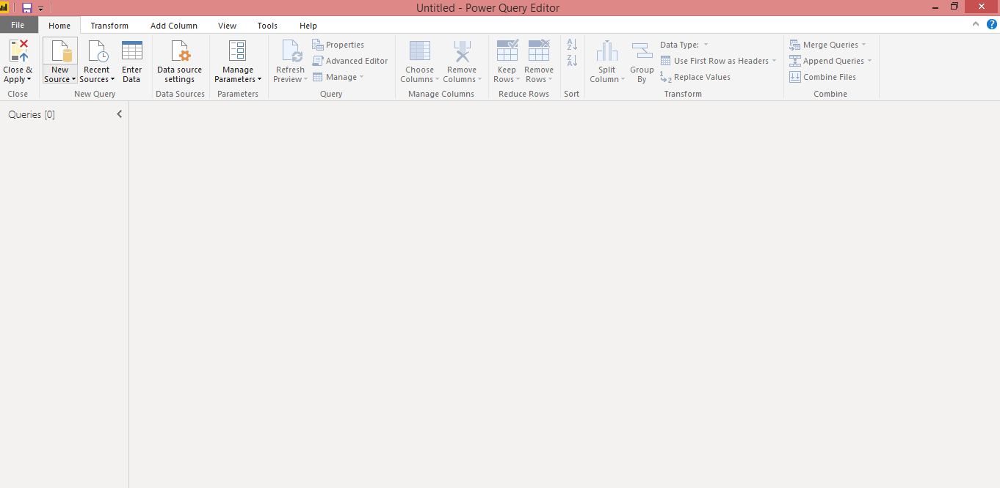 Untitled - Power Query Editor
File Home Transform Add Column View Tools Help
Close & Apply
New Source
Recent Sources
Enter Data
Data source settings
Manage Parameters
Refresh Preview
Properties
Advanced Editor
Manage
Choose Columns
Remove Columns
Keep Rows
Remove Rows
A Z
Z A
Split Column
Group By
Data Type:
Use First Row as Headers
1 2 Replace Values
Merge Queries
Append Queries
Combine Files
Close New Query Data Sources Parameters Query Manage Columns Reduce Rows Sort Transform Combine
Queries [0]